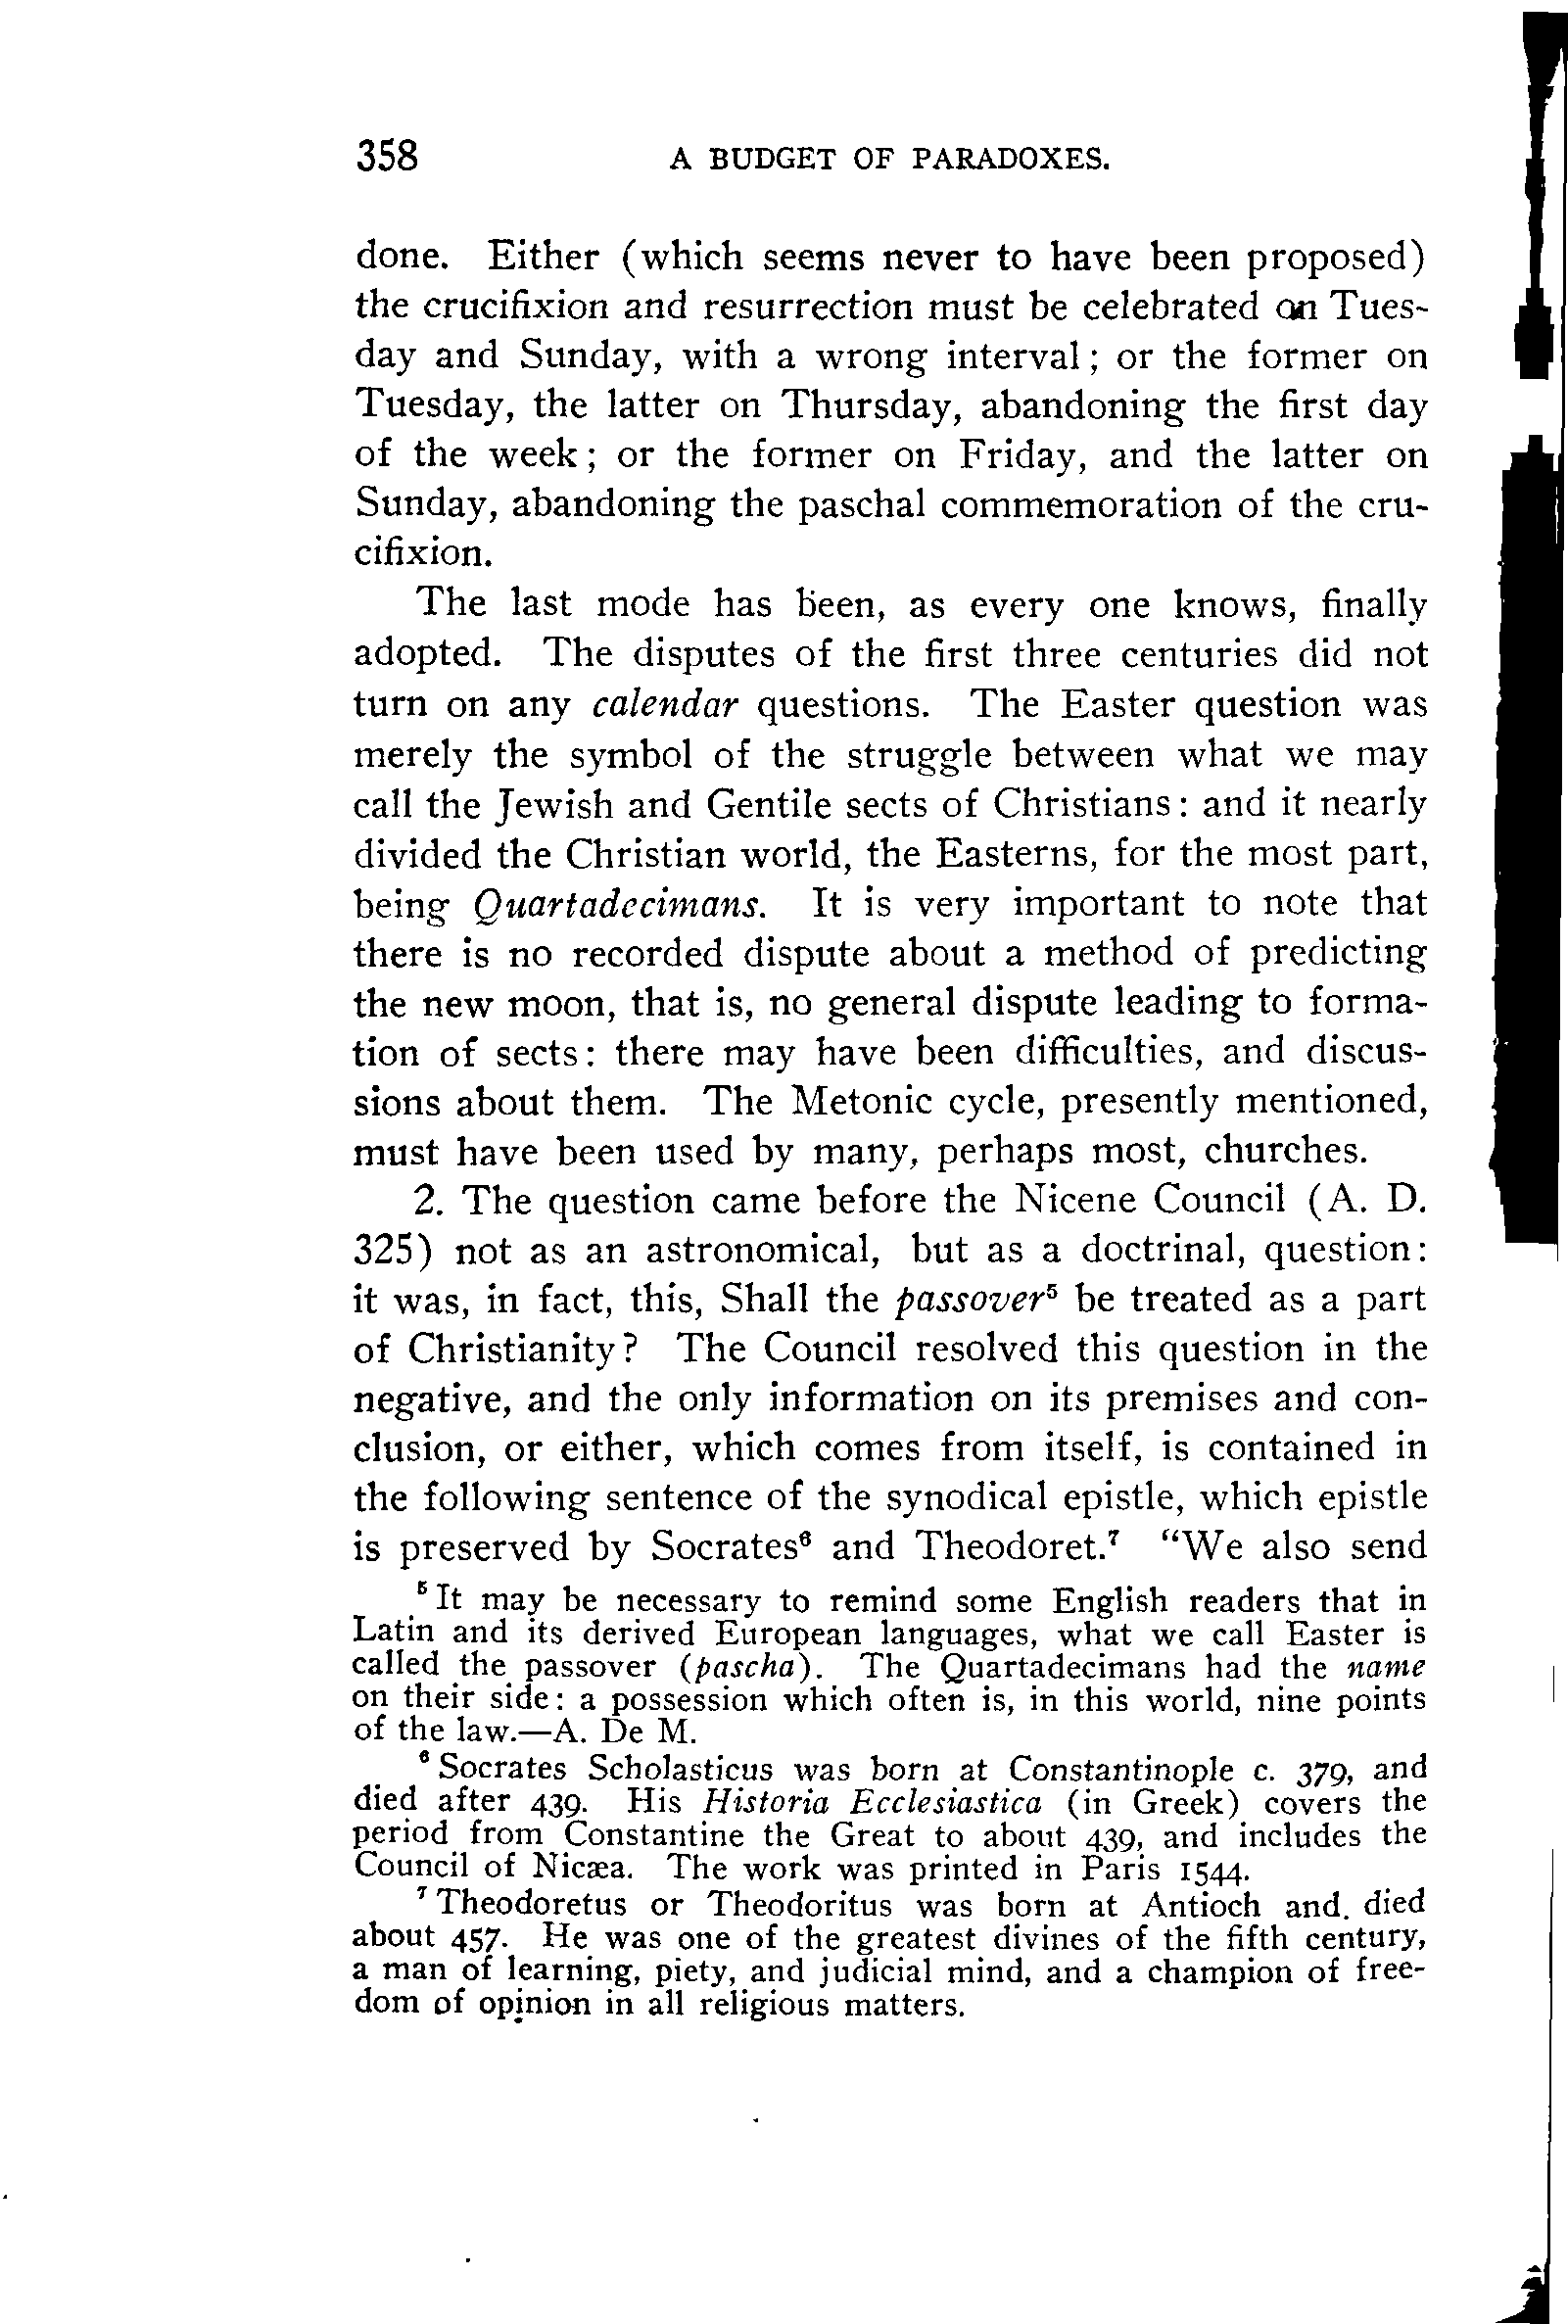 358 A BUDGET OF PARADOXES.
done. Either (which seems never to have been proposed)
the crucifixion and resurrection must be celebrated on Tues-
day and Sunday, with a wrong interval; or the former on
Tuesday, the latter on Thursday, abandoning the first day
of the week; or the former on Friday, and the latter on
Sunday, abandoning the paschal commemoration of the cru-
cifixion.
The last mode has been, as every one knows, finally
adopted. The disputes of the first three centuries did not
turn on any calendar questions. The Easter question was
merely the symbol of the struggle between what we may
call the Jewish and Gentile sects of Christians: and it nearly
divided the Christian world, the Easterns, for the most part,
being Quartadecimans. It is very important to note that
there is no recorded dispute about a method of predicting
the new moon, that is, no general dispute leading to forma-
tion of sects: there may have been difficulties, and discus-
sions about them. The Metonic cycle, presently mentioned,
must have been used by many, perhaps most, churches.
2. The question came before the Nicene Council (A. D.
325) not as an astronomical, but as a doctrinal, question:
it was, in fact, this, Shall the passover⁵ be treated as a part
of Christianity? The Council resolved this question in the
negative, and the only information on its premises and con-
clusion, or either, which comes from itself, is contained in
the following sentence of the synodical epistle, which epistle
is preserved by Socrates⁶ and Theodoret.⁷ "We also send
⁵ It may be necessary to remind some English readers that in
Latin and its derived European languages, what we call Easter is
called the passover (pascha). The Quartadecimans had the name
on their side: a possession which often is, in this world, nine points
of the law.—A. De M.
⁶ Socrates Scholasticus was born at Constantinople c. 379, and
died after 439. His Historia Ecclesiastica (in Greek) covers the
period from Constantine the Great to about 439, and includes the
Council of Nicæa. The work was printed in Paris 1544.
⁷ Theodoretus or Theodoritus was born at Antioch and. died
about 457. He was one of the greatest divines of the fifth century,
a man of learning, piety, and judicial mind, and a champion of free-
dom of opinion in all religious matters.